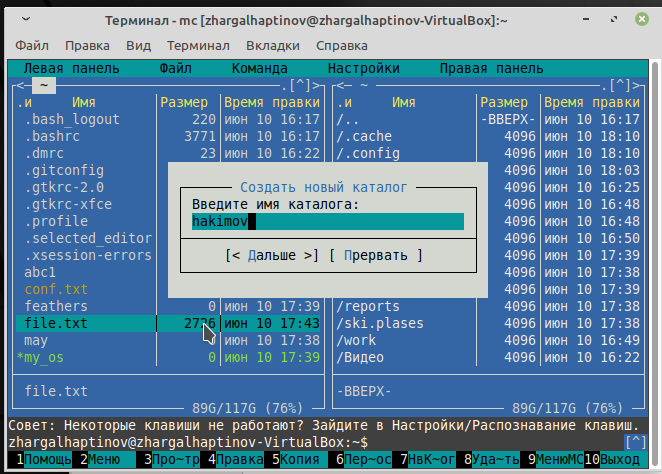 Терминал - mc [zhargalhaptinov@zhargalhaptinov-VirtualBox]:~
Файл Правка Вид Терминал Вкладки Справка
Левая панель Файл Команда Настройки Правая панель
<— ~ .[^]> <— ~ .[^]>
.и Имя Размер Время правки .и Имя Размер Время правки
.bash_logout 220 июн 10 16:17 /.. -ВВЕРХ- июн 10 16:17
.bashrc 3771 июн 10 16:17 /.cache 4096 июн 10 18:10
.dmrc 23 июн 10 16:22 /.config 4096 июн 10 18:10
.gitconfig 4096 июн 10 18:03
.gtkrc-2.0 4096 июн 10 16:25
.gtkrc-xfce 4096 июн 10 16:48
.profile 4096 июн 10 16:48
.selected_editor 4096 июн 10 16:50
.xsession-errors 4096 июн 10 17:39
abc1 4096 июн 10 17:38
conf.txt 4096 июн 10 17:39
feathers 0 июн 10 17:39 /reports 4096 июн 10 17:38
file.txt июн 10 17:43 /ski.plases 4096 июн 10 17:38
may 0 июн 10 17:38 /work 4096 июн 10 16:49
*my_os 0 июн 10 17:39 /Видео 4096 июн 10 16:22
Создать новый каталог
Введите имя каталога:
hakimov
[< Дальше >] [ Прервать ]
file.txt -ВВЕРХ-
89G/117G (76%) 89G/117G (76%)
Совет: Некоторые клавиши не работают? Зайдите в Настройки/Распознавание клавиш.
zhargalhaptinov@zhargalhaptinov-VirtualBox:~$ [^]
1Помощь 2Меню 3Про~тр 4Правка 5Копия 6Пер~ос 7НвК~ог 8Уда~ть 9МенюМС 10Выход